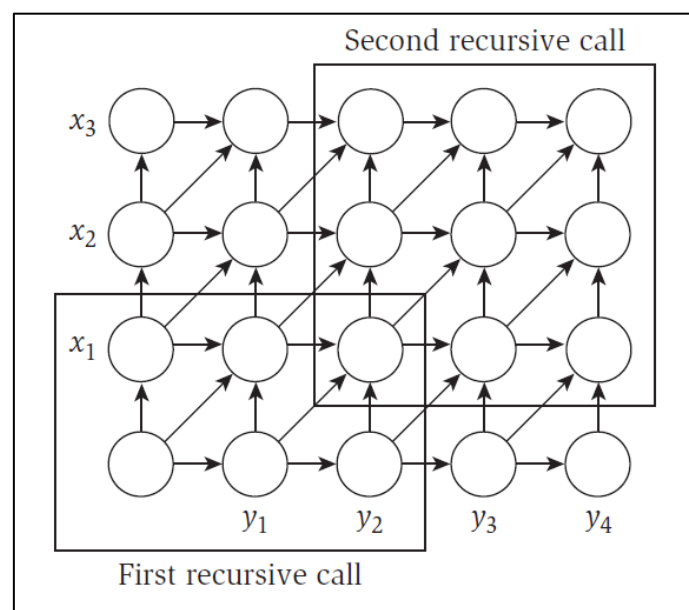 Second recursive call
x₃
x₂
x₁
y₁ y₂ y₃ y₄
First recursive call